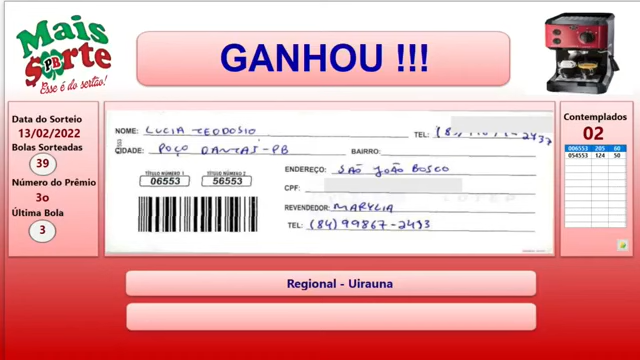 Mais
PB
Sorte
Esse é do sertão!
GANHOU !!!
Data do Sorteio
13/02/2022
Bolas Sorteadas
39
Número do Prêmio
3o
Última Bola
3
NOME: LUCIA TEODOSIO
TEL:
CIDADE: POÇO DANTAS-PB BAIRRO:
ENDEREÇO: SÃO JOÃO BOSCO
TÍTULO NÚMERO 1 TÍTULO NÚMERO 2
06553 56553
CPF:
REVENDEDOR: MARYLIA
TEL: (84) 99867-2493
Contemplados
02
006553 205 60
054553 124 50
Regional - Uirauna